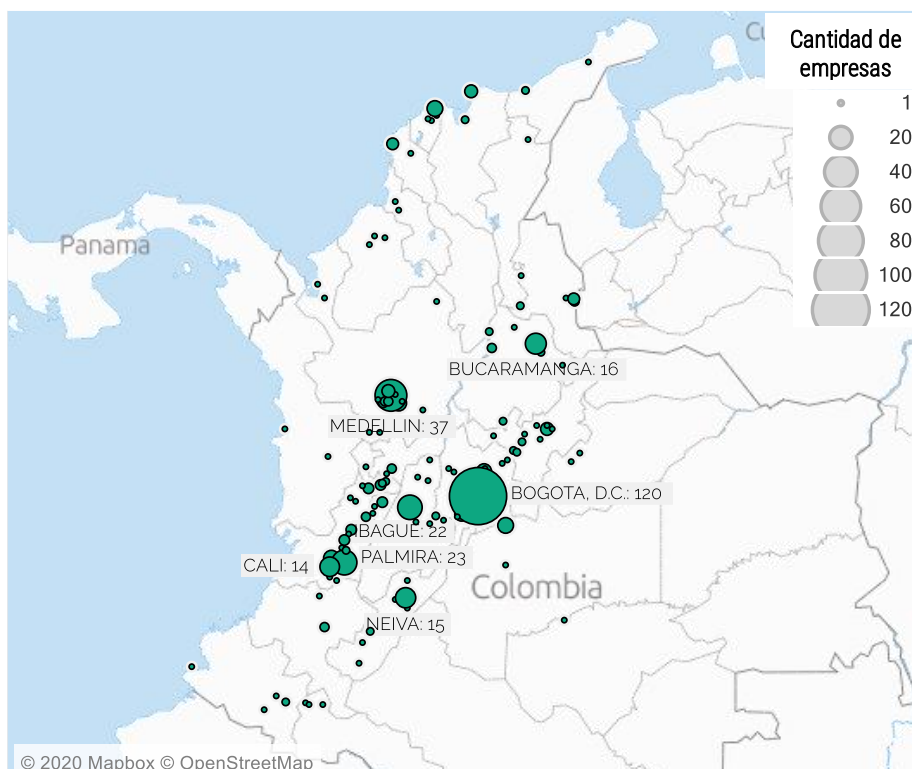 Cu
Cantidad de
empresas
1
20
40
60
80
100
120
Panama
BUCARAMANGA: 16
MEDELLIN: 37
BOGOTA, D.C.: 120
IBAGUE: 22
PALMIRA: 23
CALI: 14
Colombia
NEIVA: 15
© 2020 Mapbox © OpenStreetMap